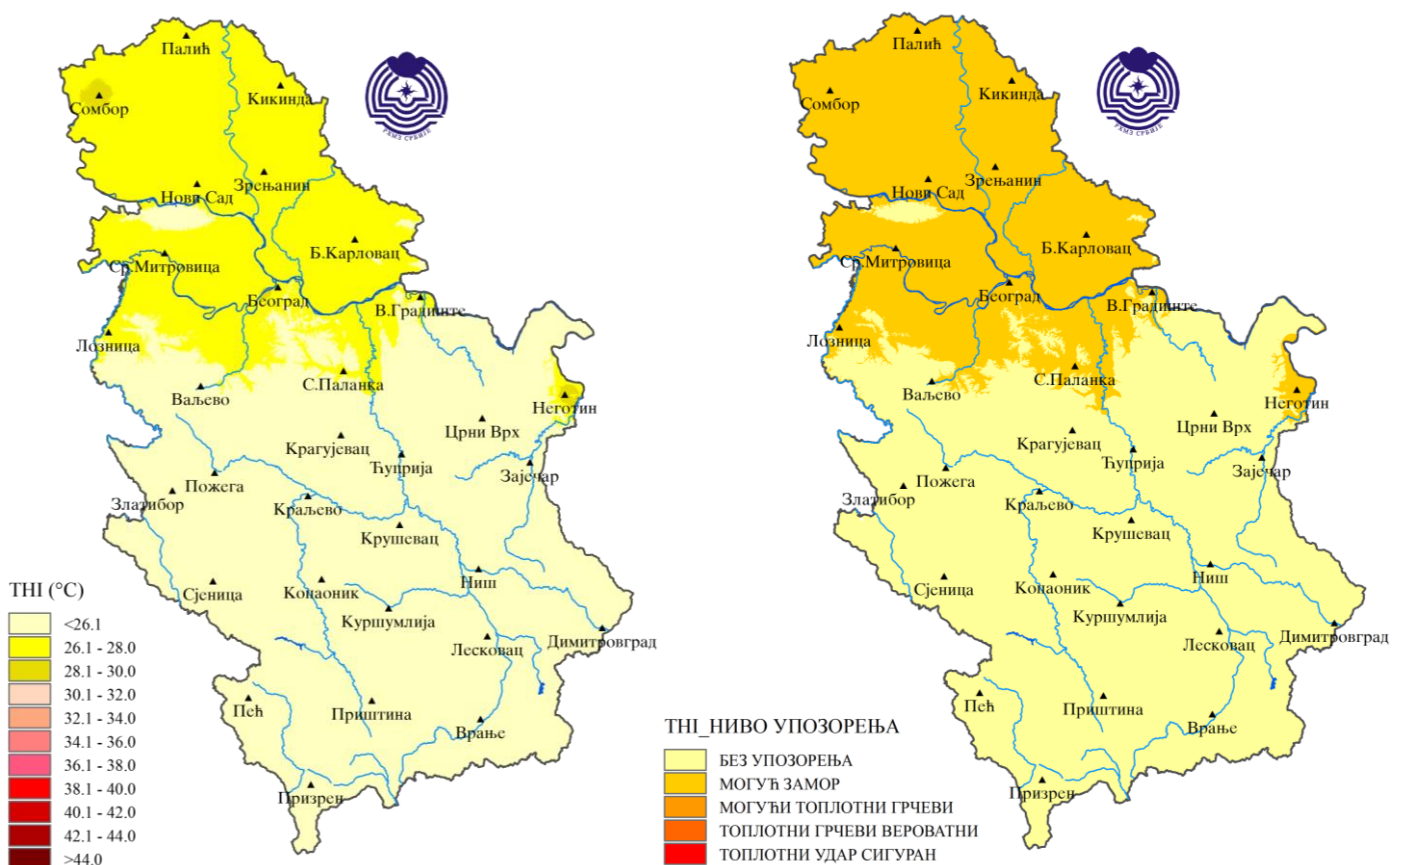 Палић
Кикинда
Сомбор
РХМЗ СРБИЈЕ
Зрењанин
Нови Сад
Б.Карловац
Ср.Митровица
Београд
В.Градиште
Лозница
С.Паланка
Ваљево
Неготин
Црни Врх
Крагујевац
Ћуприја
Зајечар
Пожега
Златибор
Краљево
Крушевац
Ниш
Сјеница
Копаоник
Куршумлија
Димитровград
Лесковац
Пећ
Приштина
Врање
Призрен
THI (°C)
<26.1
26.1 - 28.0
28.1 - 30.0
30.1 - 32.0
32.1 - 34.0
34.1 - 36.0
36.1 - 38.0
38.1 - 40.0
40.1 - 42.0
42.1 - 44.0
>44.0
Палић
Кикинда
Сомбор
РХМЗ СРБИЈЕ
Зрењанин
Нови Сад
Б.Карловац
Ср.Митровица
Београд
В.Градиште
Лозница
С.Паланка
Ваљево
Неготин
Црни Врх
Крагујевац
Ћуприја
Зајечар
Пожега
Златибор
Краљево
Крушевац
Ниш
Сјеница
Копаоник
Куршумлија
Димитровград
Лесковац
Пећ
Приштина
Врање
Призрен
THI_НИВО УПОЗОРЕЊА
БЕЗ УПОЗОРЕЊА
МОГУЋ ЗАМОР
МОГУЋИ ТОПЛОТНИ ГРЧЕВИ
ТОПЛОТНИ ГРЧЕВИ ВЕРОВАТНИ
ТОПЛОТНИ УДАР СИГУРАН